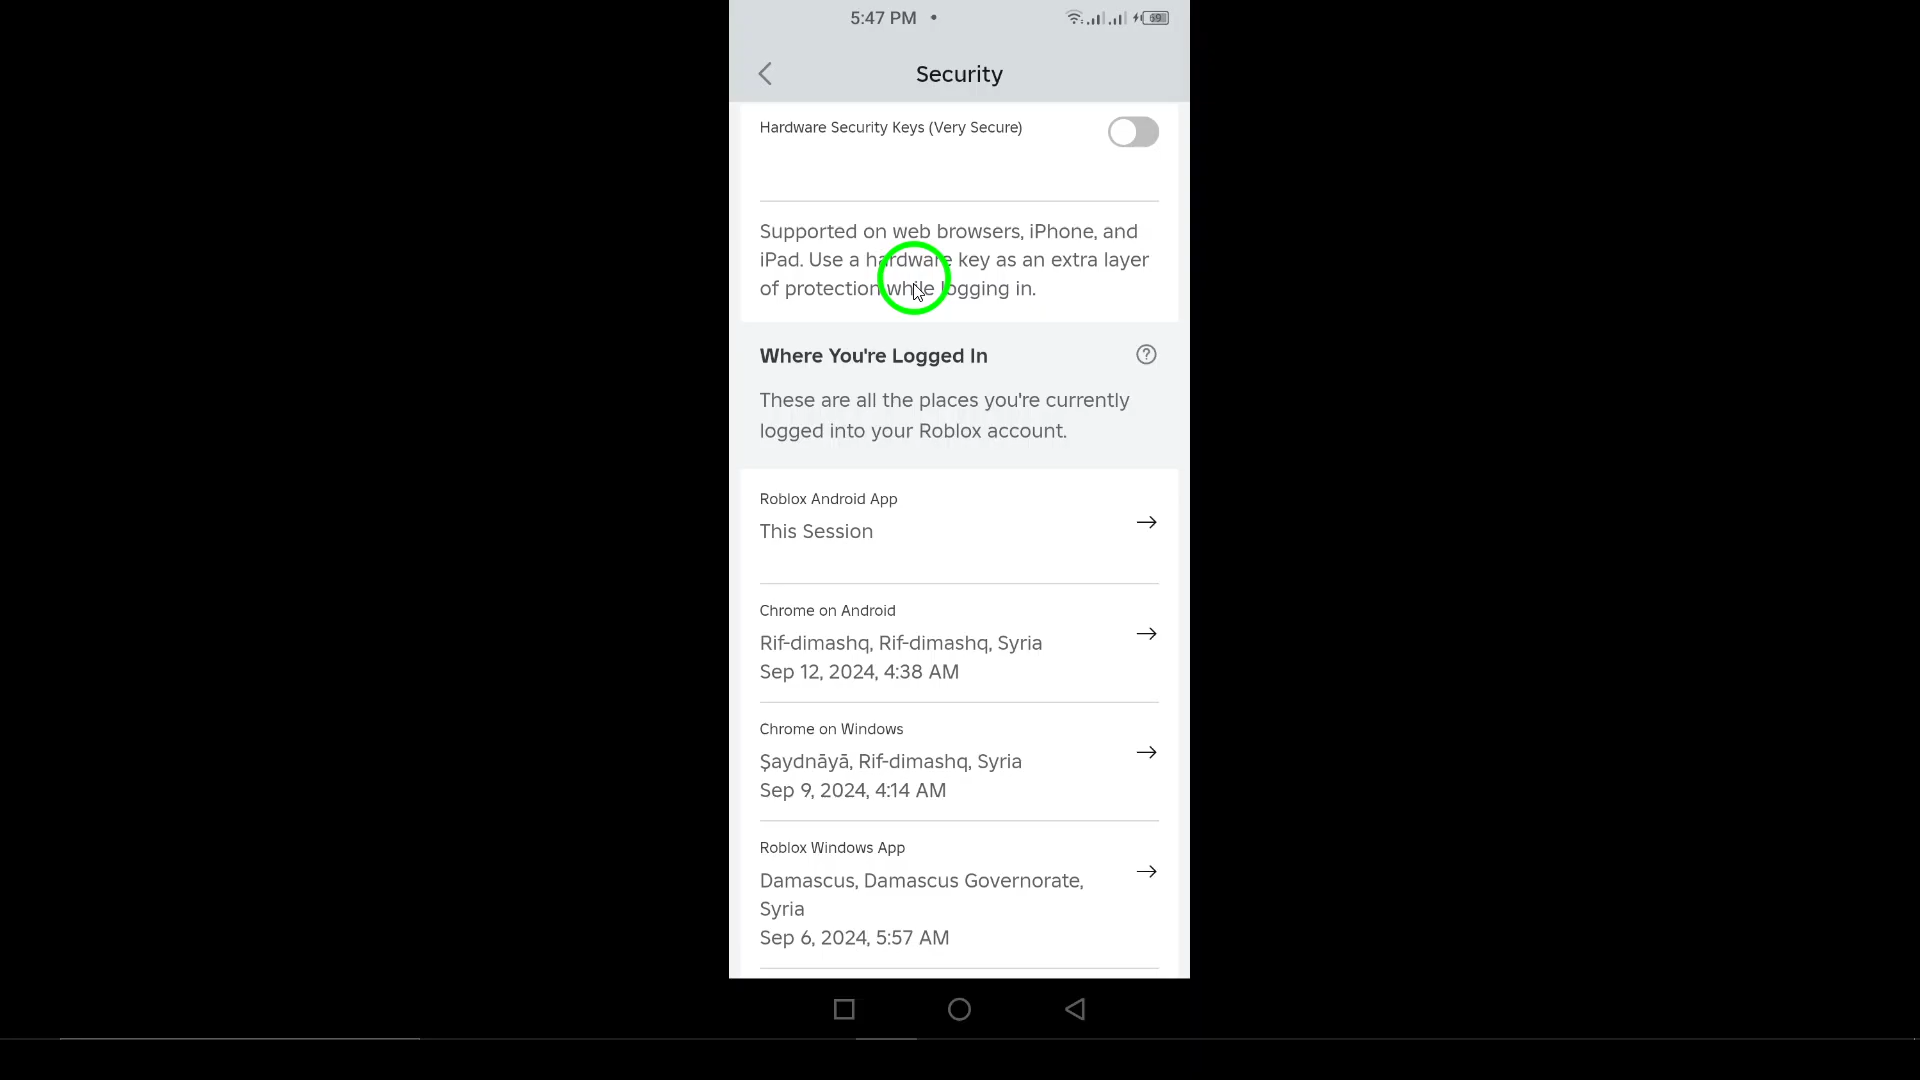 5:47 PM •
69
Security
Hardware Security Keys (Very Secure)
Supported on web browsers, iPhone, and
iPad. Use a hardware key as an extra layer
of protection while logging in.
Where You're Logged In
These are all the places you're currently
logged into your Roblox account.
Roblox Android App
This Session
Chrome on Android
Rif-dimashq, Rif-dimashq, Syria
Sep 12, 2024, 4:38 AM
Chrome on Windows
Şaydnāyā, Rif-dimashq, Syria
Sep 9, 2024, 4:14 AM
Roblox Windows App
Damascus, Damascus Governorate,
Syria
Sep 6, 2024, 5:57 AM